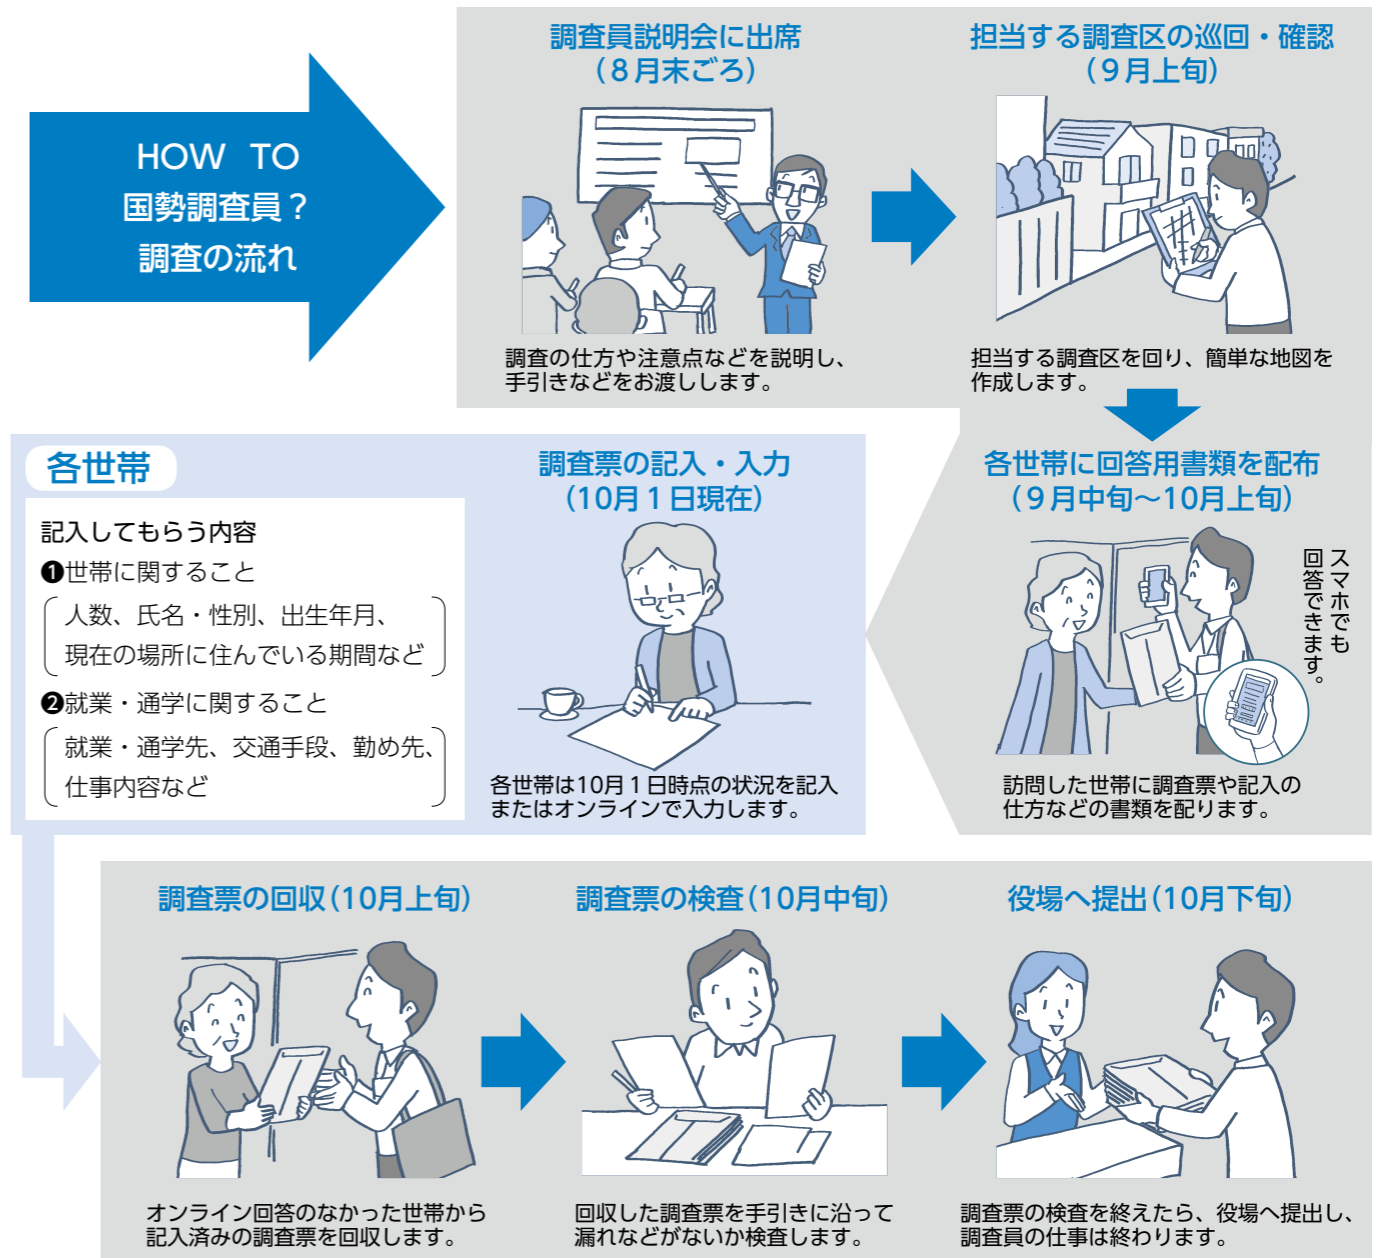 HOW TO
国勢調査員？
調査の流れ
調査員説明会に出席
（８月末ごろ）
調査の仕方や注意点などを説明し、
手引きなどをお渡しします。
担当する調査区の巡回・確認
（９月上旬）
担当する調査区を回り、簡単な地図を
作成します。
各世帯に回答用書類を配布
（９月中旬～10月上旬）
スマホでも
回答できます。
訪問した世帯に調査票や記入の
仕方などの書類を配ります。
調査票の記入・入力
（10月１日現在）
各世帯は10月１日時点の状況を記入
またはオンラインで入力します。
各世帯
記入してもらう内容
❶世帯に関すること
人数、氏名・性別、出生年月、
現在の場所に住んでいる期間など
❷就業・通学に関すること
就業・通学先、交通手段、勤め先、
仕事内容など
調査票の回収（10月上旬）
オンライン回答のなかった世帯から
記入済みの調査票を回収します。
調査票の検査（10月中旬）
回収した調査票を手引きに沿って
漏れなどがないか検査します。
役場へ提出（10月下旬）
調査票の検査を終えたら、役場へ提出し、
調査員の仕事は終わります。